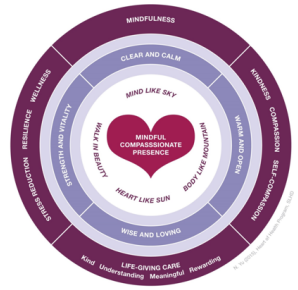 MINDFULNESS
KINDNESS COMPASSION SELF-COMPASSION
LIFE-GIVING CARE
Kind Understanding Meaningful Rewarding
STRESS REDUCTION RESILIENCE WELLNESS
CLEAR AND CALM
WARM AND OPEN
WISE AND LOVING
STRENGTH AND VITALITY
MIND LIKE SKY
BODY LIKE MOUNTAIN
HEART LIKE SUN
WALK IN BEAUTY
MINDFUL
COMPASSSIONATE
PRESENCE